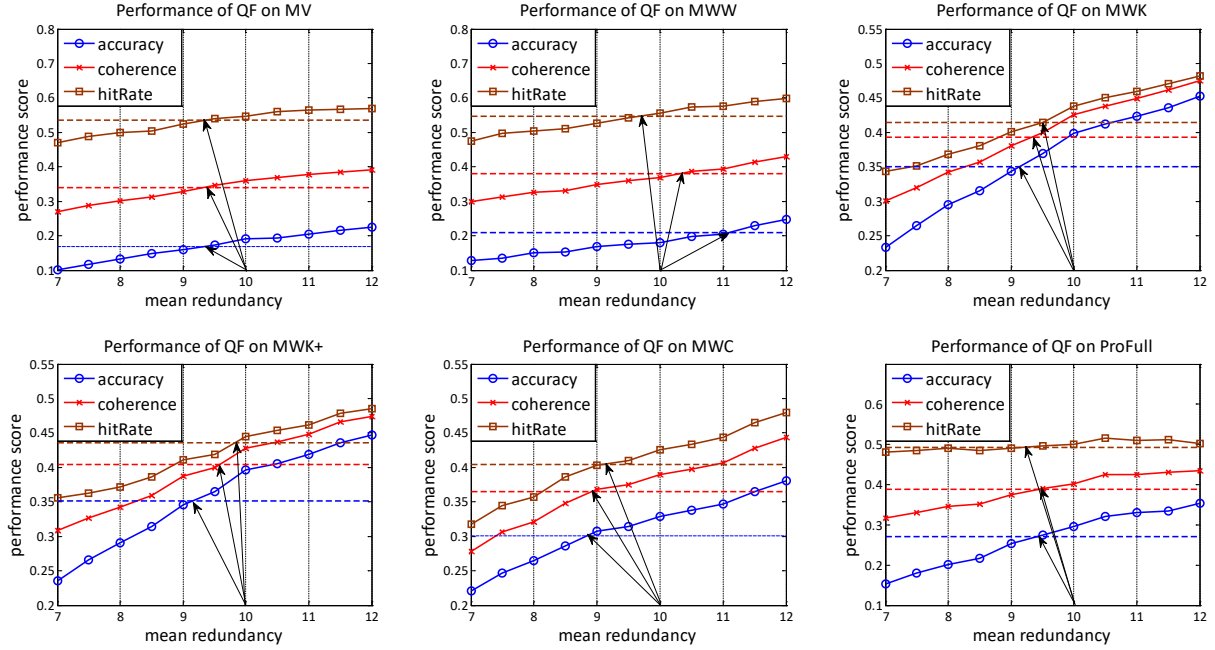 Performance of QF on MV
performance score
0.8
0.7
0.6
0.5
0.4
0.3
0.2
0.1
accuracy
coherence
hitRate
7 8 9 10 11 12
mean redundancy
Performance of QF on MWW
performance score
0.8
0.7
0.6
0.5
0.4
0.3
0.2
0.1
accuracy
coherence
hitRate
7 8 9 10 11 12
mean redundancy
Performance of QF on MWK
performance score
0.55
0.5
0.45
0.4
0.35
0.3
0.25
0.2
accuracy
coherence
hitRate
7 8 9 10 11 12
mean redundancy
Performance of QF on MWK+
performance score
0.55
0.5
0.45
0.4
0.35
0.3
0.25
0.2
accuracy
coherence
hitRate
7 8 9 10 11 12
mean redundancy
Performance of QF on MWC
performance score
0.55
0.5
0.45
0.4
0.35
0.3
0.25
0.2
accuracy
coherence
hitRate
7 8 9 10 11 12
mean redundancy
Performance of QF on ProFull
performance score
0.6
0.5
0.4
0.3
0.2
0.1
accuracy
coherence
hitRate
7 8 9 10 11 12
mean redundancy